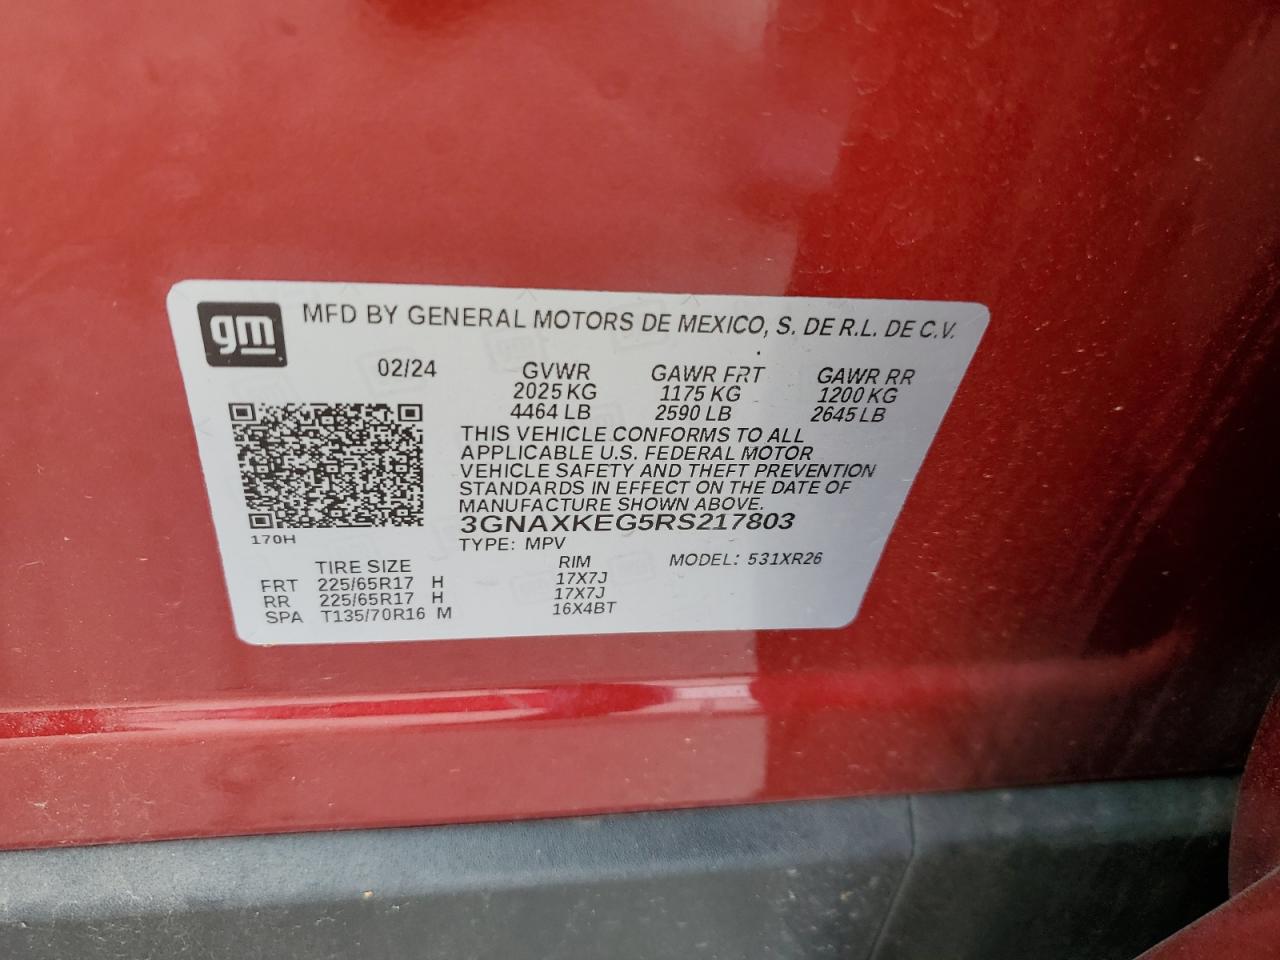 gm
MFD BY GENERAL MOTORS DE MEXICO, S. DE R.L. DE C.V.
02/24 GVWR GAWR FRT GAWR RR
2025 KG 1175 KG 1200 KG
4464 LB 2590 LB 2645 LB
THIS VEHICLE CONFORMS TO ALL
APPLICABLE U.S. FEDERAL MOTOR
VEHICLE SAFETY AND THEFT PREVENTION
STANDARDS IN EFFECT ON THE DATE OF
MANUFACTURE SHOWN ABOVE.
3GNAXKEG5RS217803
170H
TYPE: MPV
TIRE SIZE RIM MODEL: 531XR26
FRT 225/65R17 H 17X7J
RR 225/65R17 H 17X7J
SPA T135/70R16 M 16X4BT